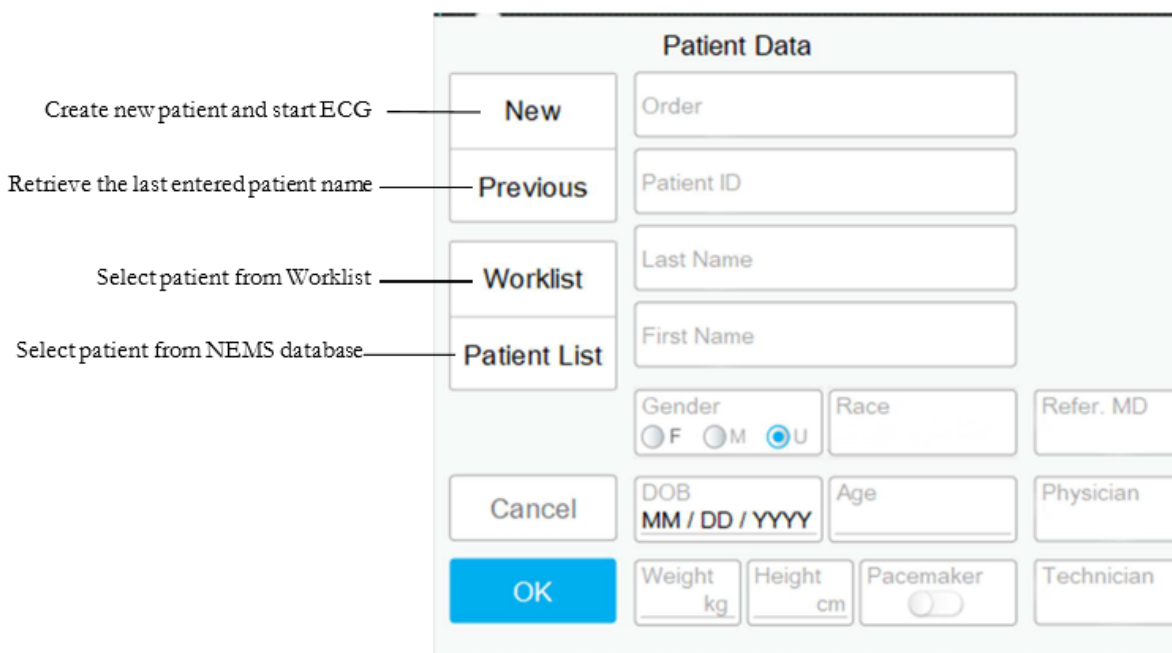 Patient Data
Create new patient and start ECG
New
Order
Retrieve the last entered patient name
Previous
Patient ID
Select patient from Worklist
Worklist
Last Name
Select patient from NEMS database
Patient List
First Name
Gender
F M U
Race
Refer. MD
Cancel
DOB
MM / DD / YYYY
Age
Physician
OK
Weight
kg
Height
cm
Pacemaker
Technician